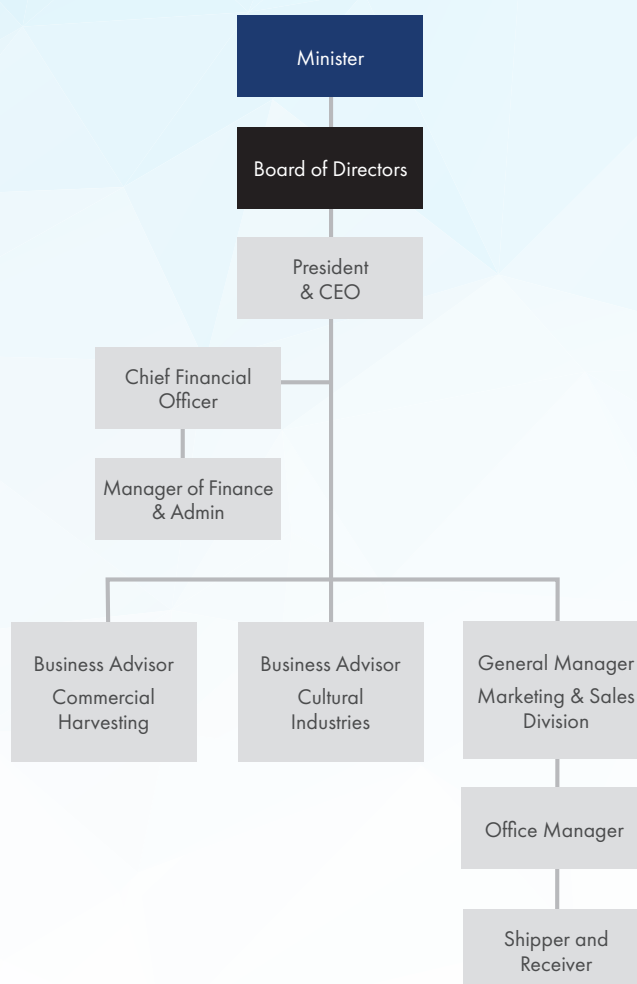 Minister
Board of Directors
President
& CEO
Chief Financial
Officer
Manager of Finance
& Admin
Business Advisor
Commercial
Harvesting
Business Advisor
Cultural
Industries
General Manager
Marketing & Sales
Division
Office Manager
Shipper and
Receiver